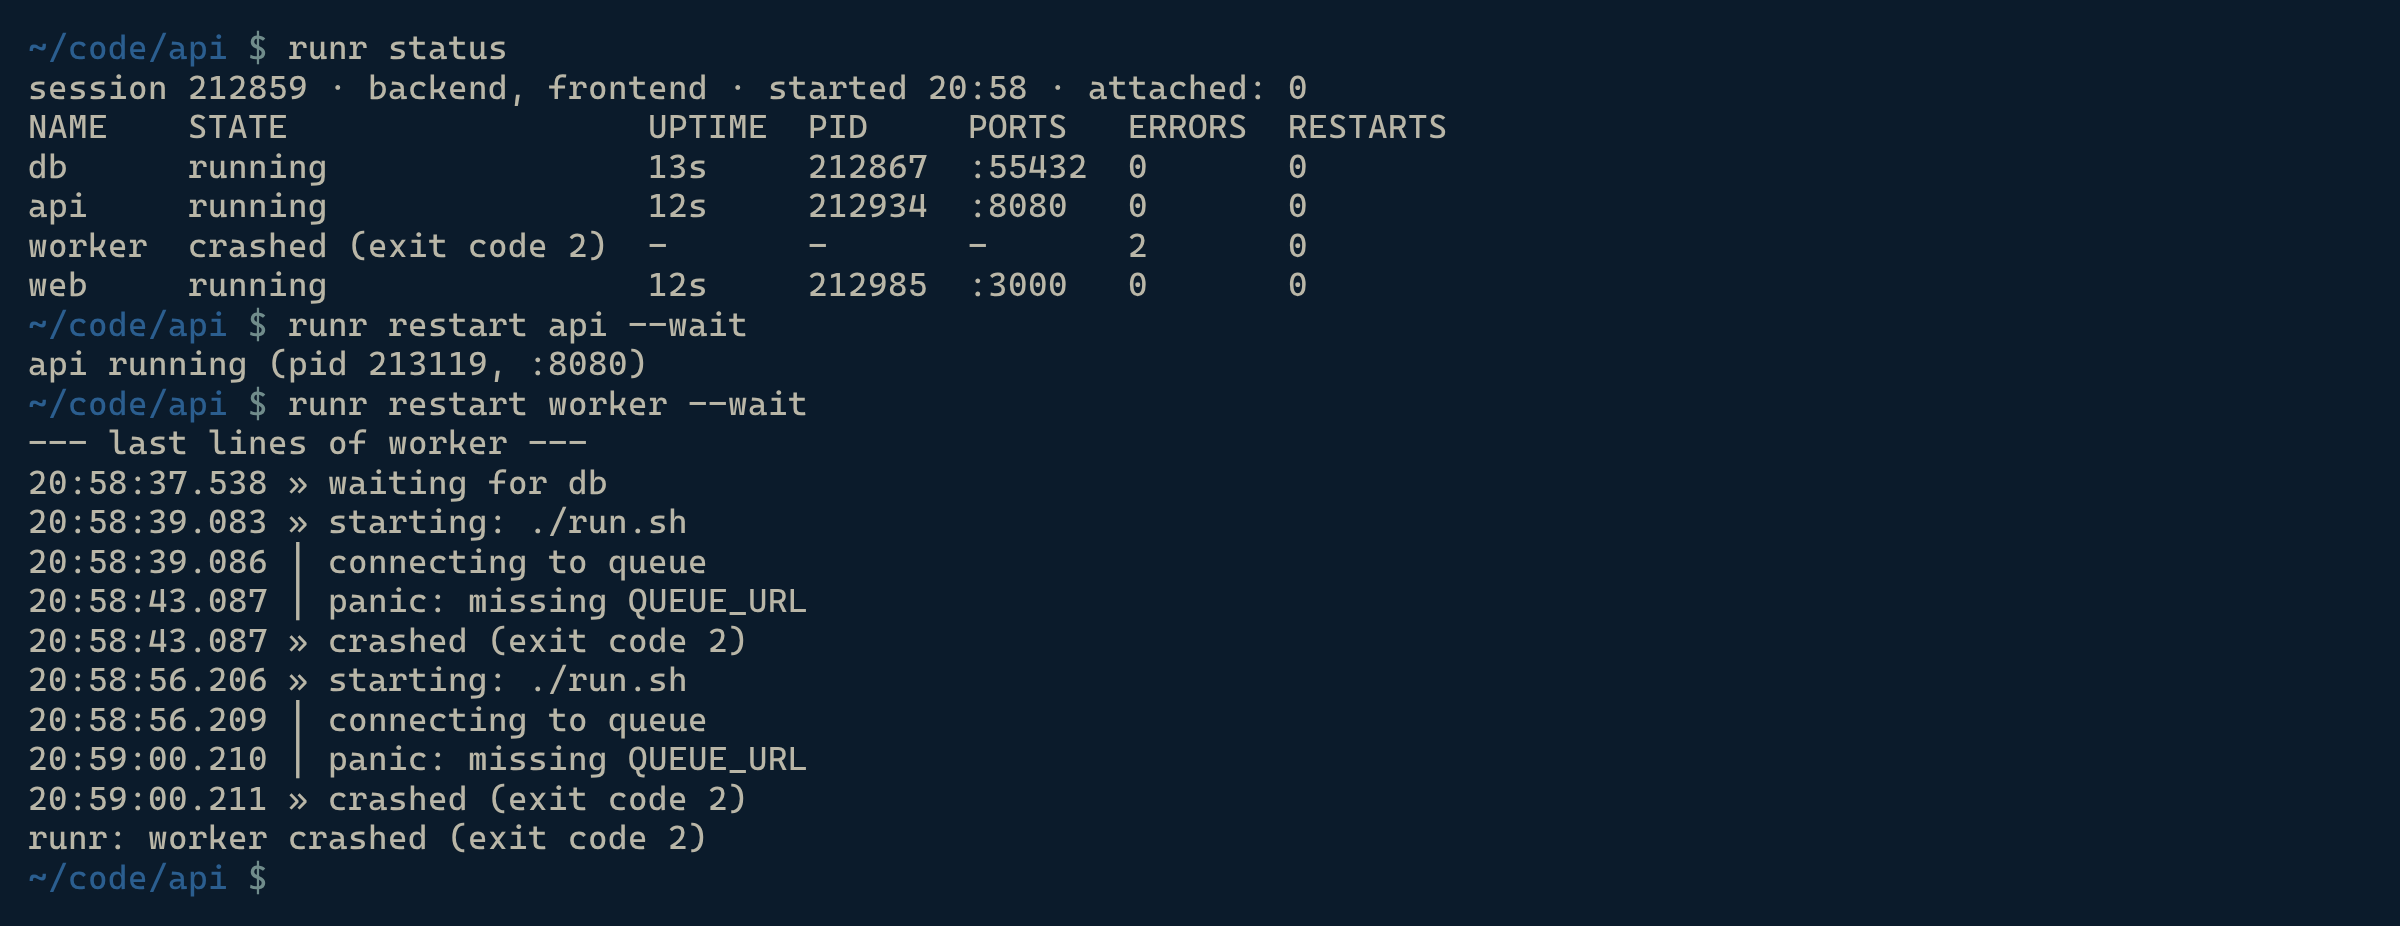 ~/code/api $ runr status
session 212859 · backend, frontend · started 20:58 · attached: 0
NAME    STATE                  UPTIME  PID     PORTS   ERRORS  RESTARTS
db      running                13s     212867  :55432  0       0
api     running                12s     212934  :8080   0       0
worker  crashed (exit code 2)  -       -       -       2       0
web     running                12s     212985  :3000   0       0
~/code/api $ runr restart api --wait
api running (pid 213119, :8080)
~/code/api $ runr restart worker --wait
--- last lines of worker ---
20:58:37.538 » waiting for db
20:58:39.083 » starting: ./run.sh
20:58:39.086 │ connecting to queue
20:58:43.087 │ panic: missing QUEUE_URL
20:58:43.087 » crashed (exit code 2)
20:58:56.206 » starting: ./run.sh
20:58:56.209 │ connecting to queue
20:59:00.210 │ panic: missing QUEUE_URL
20:59:00.211 » crashed (exit code 2)
runr: worker crashed (exit code 2)
~/code/api $